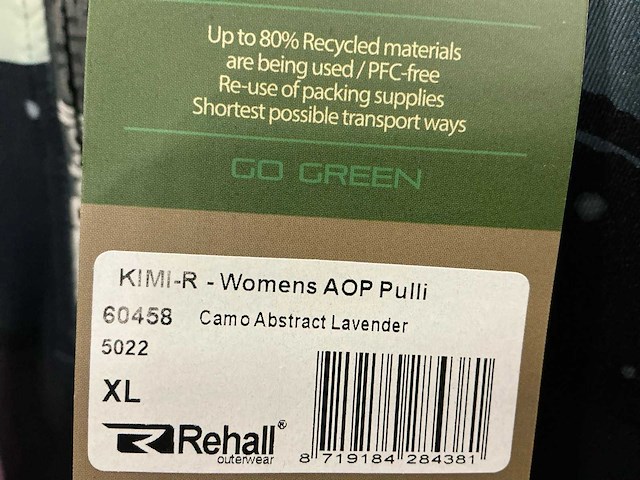 Up to 80% Recycled materials
are being used / PFC-free
Re-use of packing supplies
Shortest possible transport ways
GO GREEN
KIMI-R - Womens AOP Pulli
60458 Camo Abstract Lavender
5022
XL
Rehall®
outerwear
8 719184 284381